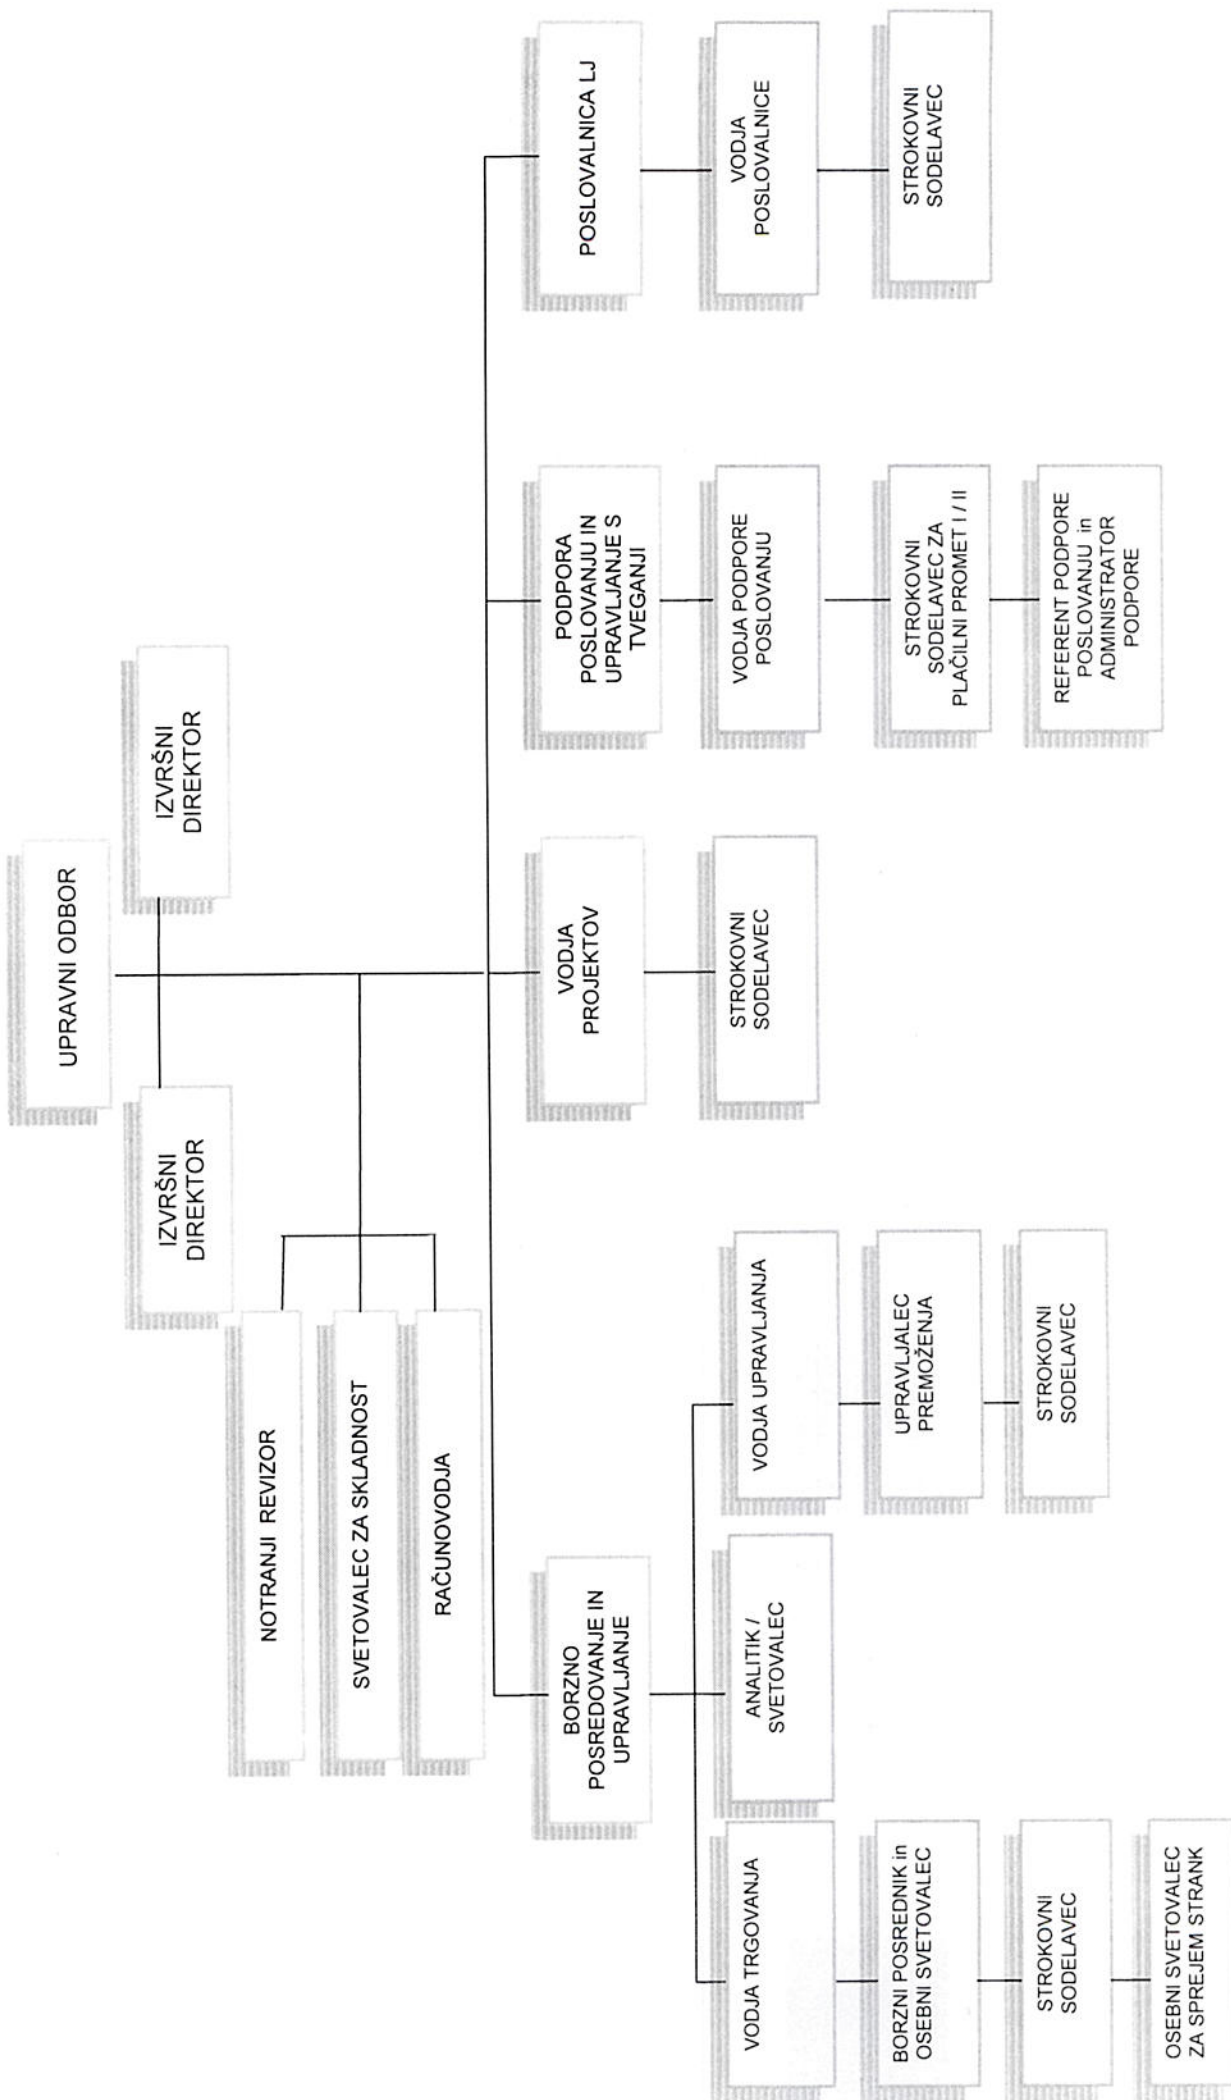 UPRAVNI ODBOR
IZVRŠNI
DIREKTOR
IZVRŠNI
DIREKTOR
NOTRANJI REVIZOR
SVETOVALEC ZA SKLADNOST
RAČUNOVODJA
BORZNO
POSREDOVANJE IN
UPRAVLJANJE
VODJA
PROJEKTOV
PODPORA
POSLOVANJU IN
UPRAVLJANJE S
TVEGANJI
POSLOVALNICA LJ
VODJA TRGOVANJA
ANALITIK /
SVETOVALEC
VODJA UPRAVLJANJA
STROKOVNI
SODELAVEC
VODJA PODPORE
POSLOVANJU
VODJA
POSLOVALNICE
BORZNI POSREDNIK in
OSEBNI SVETOVALEC
UPRAVLJALEC
PREMOŽENJA
STROKOVNI
SODELAVEC ZA
PLAČILNI PROMET I / II
STROKOVNI
SODELAVEC
STROKOVNI
SODELAVEC
STROKOVNI
SODELAVEC
REFERENT PODPORE
POSLOVANJU in
ADMINISTRATOR
PODPORE
OSEBNI SVETOVALEC
ZA SPREJEM STRANK